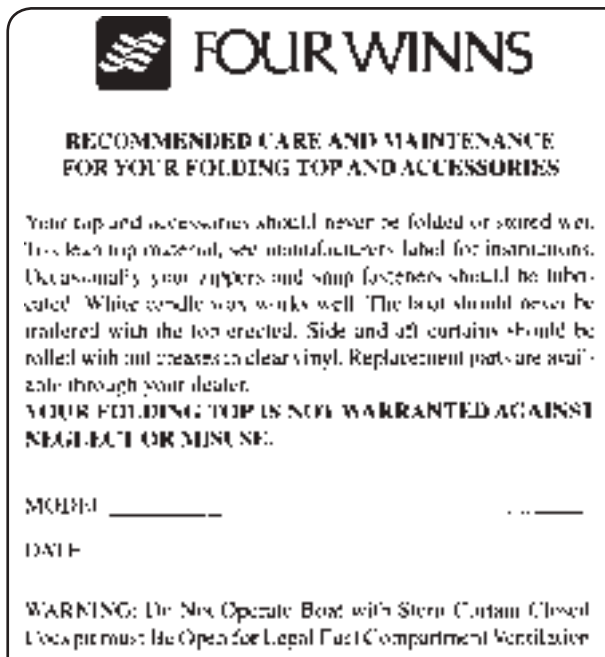 FOUR WINNS
RECOMMENDED CARE AND MAINTENANCE
FOR YOUR FOLDING TOP AND ACCESSORIES
Your top and accessories should never be folded or stored wet.
To clean top material, see manufacturers label for instructions.
Occasionally your zippers and snap fasteners should be lubri-
cated. White candle wax works well. The boat should never be
trailered with the top erected. Side and aft curtains should be
rolled with out creases in clear vinyl. Replacement parts are avail-
able through your dealer.
YOUR FOLDING TOP IS NOT WARRANTED AGAINST
NEGLECT OR MISUSE.
MODEL
DATE
WARNING: Do Not Operate Boat with Stern Curtain Closed
Cockpit must be Open for Legal Compartment Ventilation